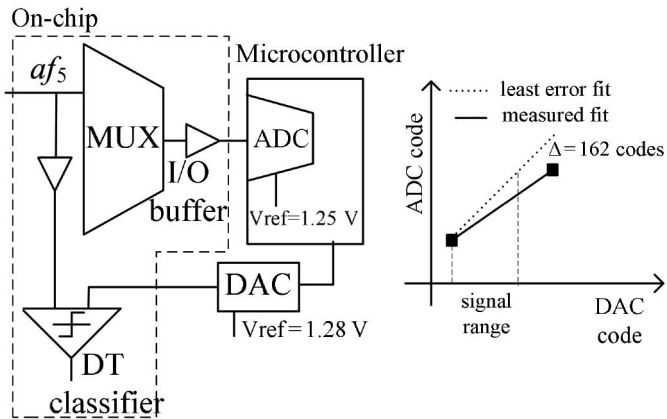 On-chip
af5
MUX
I/O
buffer
Microcontroller
ADC
Vref=1.25 V
DAC
Vref=1.28 V
DT
classifier
ADC code
least error fit
measured fit
Δ=162 codes
signal
range
DAC
code